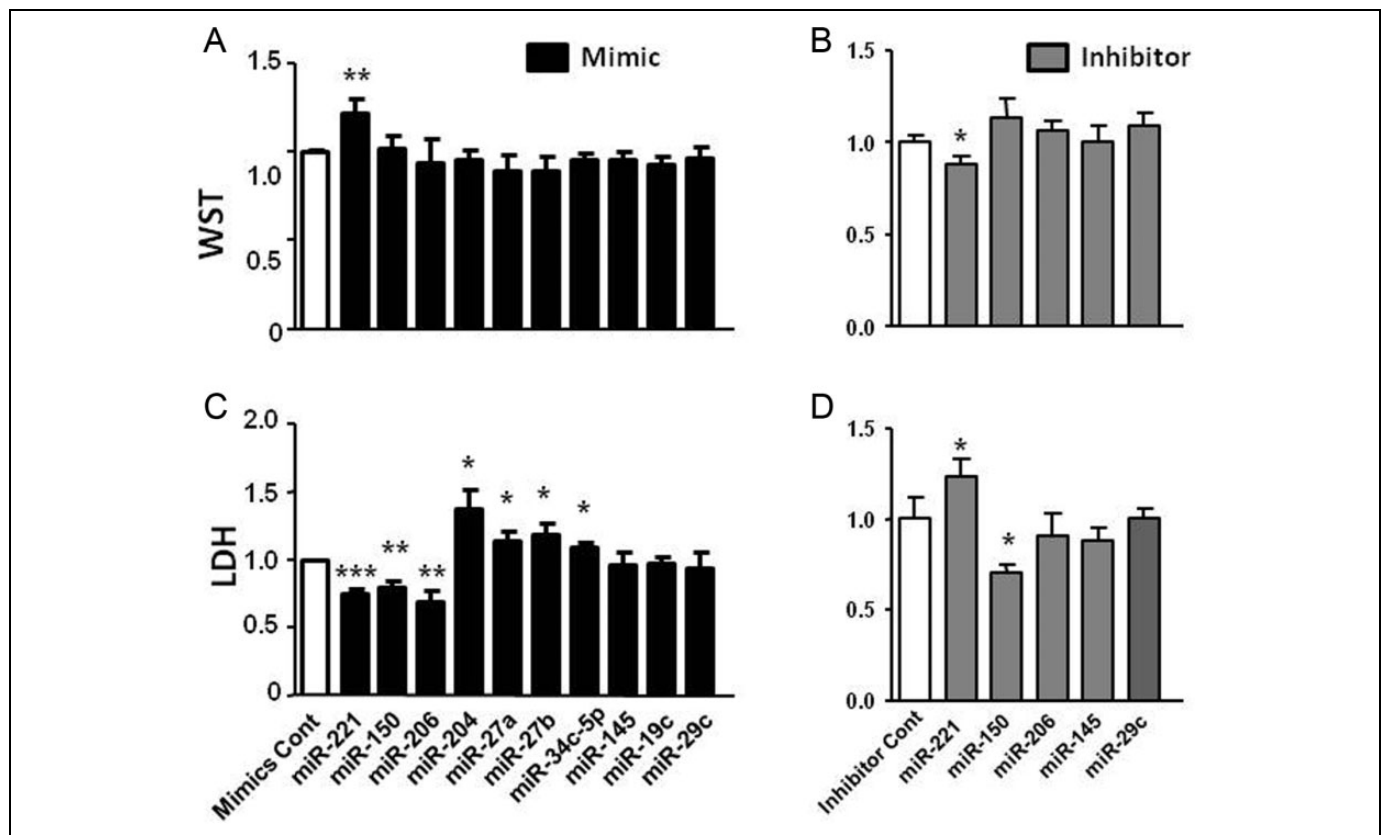 A
Mimic
WST
1.5
1.0
0.5
0
**
B
Inhibitor
1.5
1.0
0.5
0.0
*
C
LDH
2.0
1.5
1.0
0.5
0
*** ** ** * * * *
Mimics Cont
miR-221
miR-150
miR-206
miR-204
miR-27a
miR-27b
miR-34c-5p
miR-145
miR-19c
miR-29c
D
1.5
1.0
0.5
0.0
* *
Inhibitor Cont
miR-221
miR-150
miR-206
miR-145
miR-29c